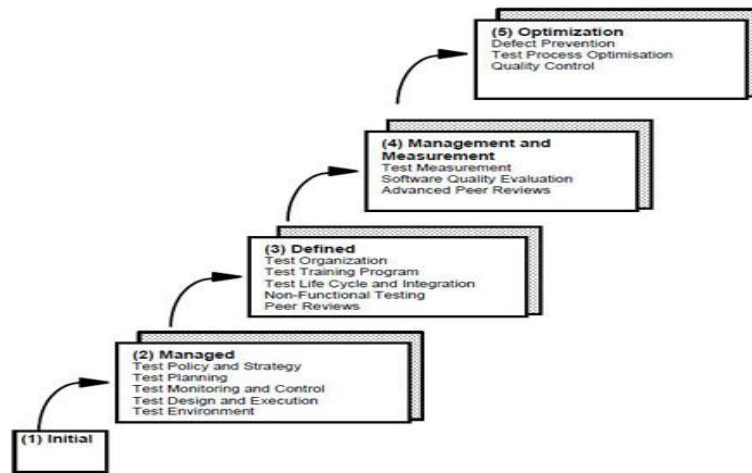 (5) Optimization
Defect Prevention
Test Process Optimisation
Quality Control
(4) Management and
Measurement
Test Measurement
Software Quality Evaluation
Advanced Peer Reviews
(3) Defined
Test Organization
Test Training Program
Test Life Cycle and Integration
Non-Functional Testing
Peer Reviews
(2) Managed
Test Policy and Strategy
Test Planning
Test Monitoring and Control
Test Design and Execution
Test Environment
(1) Initial